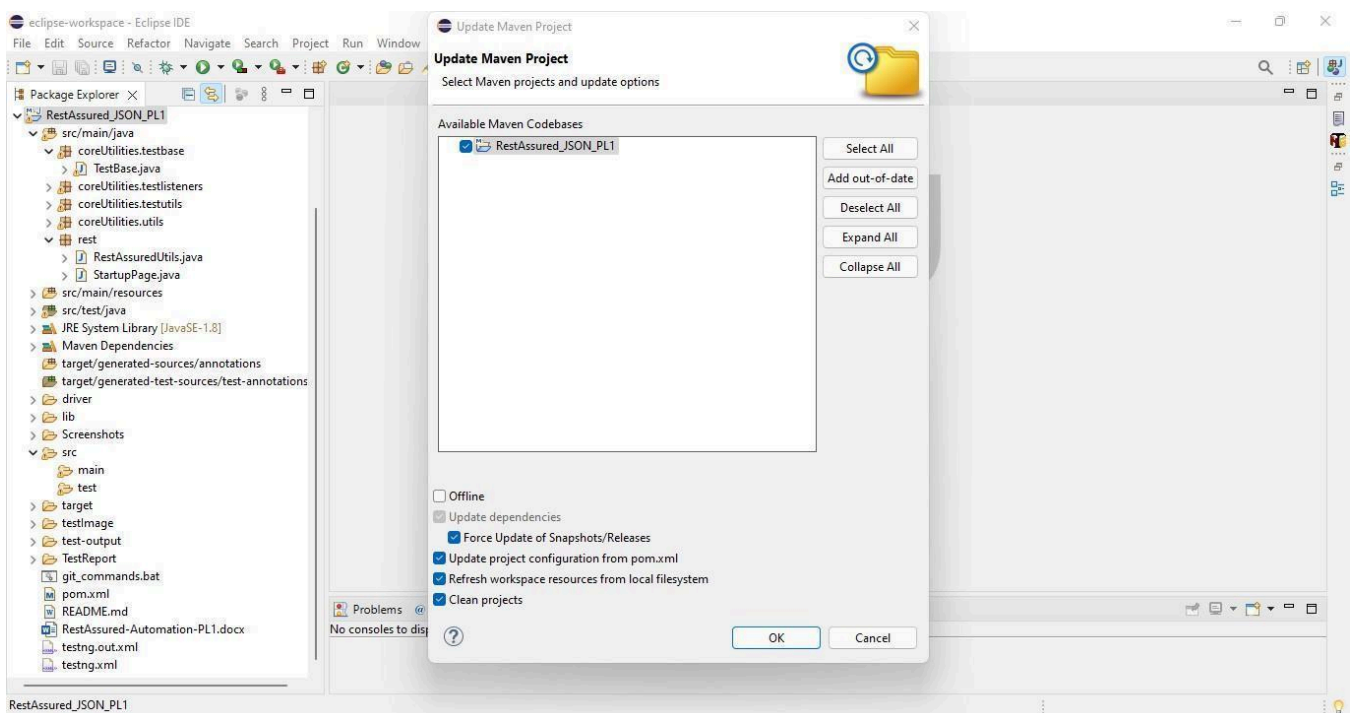 eclipse-workspace - Eclipse IDE
File Edit Source Refactor Navigate Search Project Run Window
Package Explorer
RestAssured_JSON_PL1
src/main/java
coreUtilities.testbase
TestBase.java
coreUtilities.testlisteners
coreUtilities.testutils
coreUtilities.utils
rest
RestAssuredUtils.java
StartupPage.java
src/main/resources
src/test/java
JRE System Library [JavaSE-1.8]
Maven Dependencies
target/generated-sources/annotations
target/generated-test-sources/test-annotations
driver
lib
Screenshots
src
main
test
target
testImage
test-output
TestReport
git_commands.bat
pom.xml
README.md
RestAssured-Automation-PL1.docx
testng.out.xml
testng.xml
Update Maven Project
Update Maven Project
Select Maven projects and update options
Available Maven Codebases
RestAssured_JSON_PL1
Select All
Add out-of-date
Deselect All
Expand All
Collapse All
Offline
Update dependencies
Force Update of Snapshots/Releases
Update project configuration from pom.xml
Refresh workspace resources from local filesystem
Clean projects
OK Cancel
Problems @
No consoles to dis
RestAssured_JSON_PL1